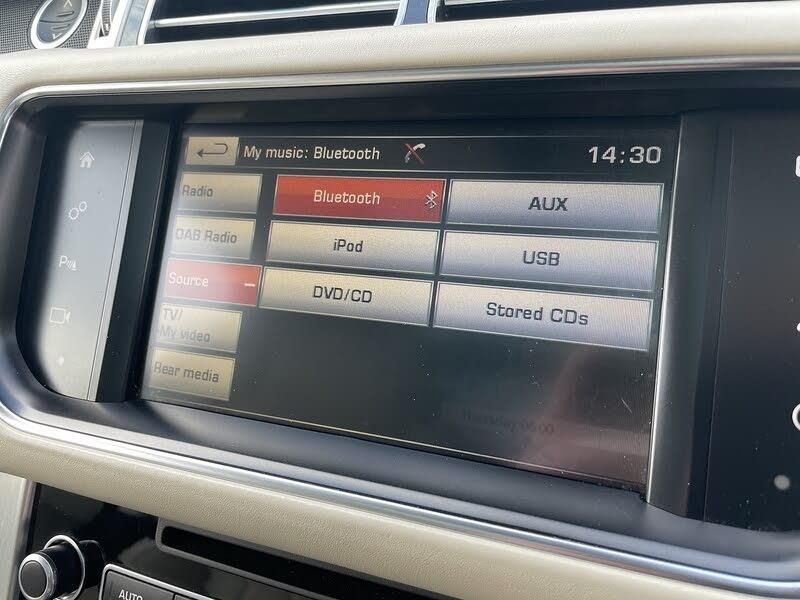 My music: Bluetooth
14:30
Radio
Bluetooth
AUX
DAB Radio
iPod
USB
Source
DVD/CD
Stored CDs
TV/
My video
Rear media
AUTO